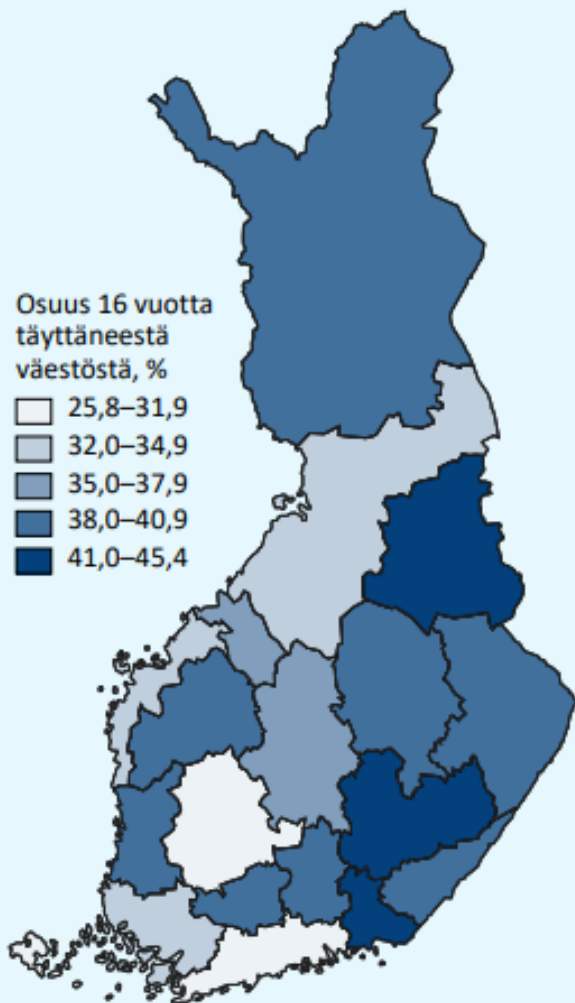 Osuus 16 vuotta
täyttäneestä
väestöstä, %
25,8–31,9
32,0–34,9
35,0–37,9
38,0–40,9
41,0–45,4